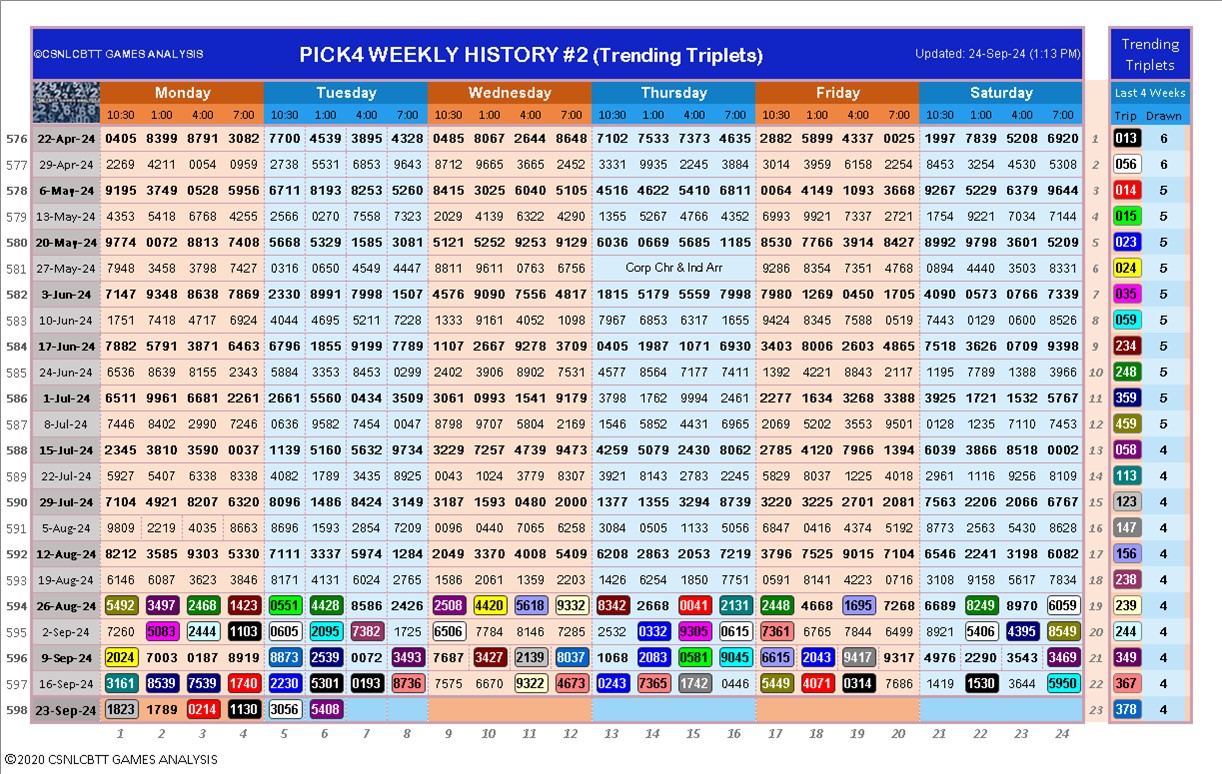 ©CSNLCBTT GAMES ANALYSIS PICK4 WEEKLY HISTORY #2 (Trending Triplets) Updated: 24-Sep-24 (1:13 PM) Trending
Triplets
Monday Tuesday Wednesday Thursday Friday Saturday Last 4 Weeks
10:30 1:00 4:00 7:00 10:30 1:00 4:00 7:00 10:30 1:00 4:00 7:00 10:30 1:00 4:00 7:00 10:30 1:00 4:00 7:00 10:30 1:00 4:00 7:00 Trip Drawn
576 22-Apr-24 0405 8399 8791 3082 7700 4539 3895 4328 0485 8067 2644 8648 7102 7533 7373 4635 2882 5899 4337 0025 1997 7839 5208 6920 1 013 6
577 29-Apr-24 2269 4211 0054 0959 2738 5531 6853 9643 8712 9665 3665 2452 3331 9935 2245 3884 3014 3959 6158 2254 8453 3254 4530 5308 2 056 6
578 6-May-24 9195 3749 0528 5956 6711 8193 8253 5260 8415 3025 6040 5105 4516 4622 5410 6811 0064 4149 1093 3668 9267 5229 6379 9644 3 014 5
579 13-May-24 4353 5418 6768 4255 2566 0270 7558 7323 2029 4139 6322 4290 1355 5267 4766 4352 6993 9921 7337 2721 1754 9221 7034 7144 4 015 5
580 20-May-24 9774 0072 8813 7408 5668 5329 1585 3081 5121 5252 9253 9129 6036 0669 5685 1185 8530 7766 3914 8427 8992 9798 3601 5209 5 023 5
581 27-May-24 7948 3458 3798 7427 0316 0650 4549 4447 8811 9611 0763 6756 Corp Chr & Ind Arr 9286 8354 7351 4768 0894 4440 3503 8331 6 024 5
582 3-Jun-24 7147 9348 8638 7869 2330 8991 7998 1507 4576 9090 7556 4817 1815 5179 5559 7998 7980 1269 0450 1705 4090 0573 0766 7339 7 035 5
583 10-Jun-24 1751 7418 4717 6924 4044 4695 5211 7228 1333 9161 4052 1098 7967 6853 6317 1655 9424 8345 7588 0519 7443 0129 0600 8526 8 059 5
584 17-Jun-24 7882 5791 3871 6463 6796 1855 9199 7789 1107 2667 9278 3709 0405 1987 1071 6930 3403 8006 2603 4865 7518 3626 0709 9398 9 234 5
585 24-Jun-24 6536 8639 8155 2343 5884 3353 8453 0299 2402 3906 8902 7531 4577 8564 7177 7411 1392 4221 8843 2117 1195 7789 1388 3966 10 248 5
586 1-Jul-24 6511 9961 6681 2261 2661 5560 0434 3509 3061 0993 1541 9179 3798 1762 9994 2461 2277 1634 3268 3388 3925 1721 1532 5767 11 359 5
587 8-Jul-24 7446 8402 2990 7246 0636 9582 7454 0047 8798 9707 5804 2169 1546 5852 4431 6965 2069 5202 3553 9501 0128 1235 7110 7453 12 459 5
588 15-Jul-24 2345 3810 3590 0037 1139 5160 5632 9734 3229 7257 4739 9473 4259 5079 2430 8062 2785 4120 7966 1394 6039 3866 8518 0002 13 058 4
589 22-Jul-24 5927 5407 6338 8338 4082 1789 3435 8925 0043 1024 3779 8307 3921 8143 2783 2245 5829 8037 1225 4018 2961 1116 9256 8109 14 113 4
590 29-Jul-24 7104 4921 8207 6320 8096 1486 8424 3149 3187 1593 0480 2000 1377 1355 3294 8739 3220 3225 2701 2081 7563 2206 2066 6767 15 123 4
591 5-Aug-24 9809 2219 4035 8663 8696 1593 2854 7209 0096 0440 7065 6258 3084 0505 1133 5056 6847 0416 4374 5192 8773 2563 5430 8628 16 147 4
592 12-Aug-24 8212 3585 9303 5330 7111 3337 5974 1284 2049 3370 4008 5409 6208 2863 2053 7219 3796 7525 9015 7104 6546 2241 3198 6082 17 156 4
593 19-Aug-24 6146 6087 3623 3846 8171 4131 6024 2765 1586 2061 1359 2203 1426 6254 1850 7751 0591 8141 4223 0716 3108 9158 5617 7834 18 238 4
594 26-Aug-24 5492 3497 2468 1423 0551 4428 8586 2426 2508 4420 5618 9332 8342 2668 0041 2131 2448 4668 1695 7268 6689 8249 8970 6059 19 239 4
595 2-Sep-24 7260 5083 2444 1103 0605 2095 7382 1725 6506 7784 8146 7285 2532 0332 9305 0615 7361 6765 7844 6499 8921 5406 4395 8549 20 244 4
596 9-Sep-24 2024 7003 0187 8919 8873 2539 0072 3493 7687 3427 2139 8037 1068 2083 0581 9045 6615 2043 9417 9317 4976 2290 3543 3469 21 349 4
597 16-Sep-24 3161 8539 7539 1740 2230 5301 0193 8736 7575 6670 9322 4673 0243 7365 1742 0446 5449 4071 0314 7686 1419 1530 3644 5950 22 367 4
598 23-Sep-24 1823 1789 0214 1130 3056 5408 23 378 4
1 2 3 4 5 6 7 8 9 10 11 12 13 14 15 16 17 18 19 20 21 22 23 24
©2020 CSNLCBTT GAMES ANALYSIS